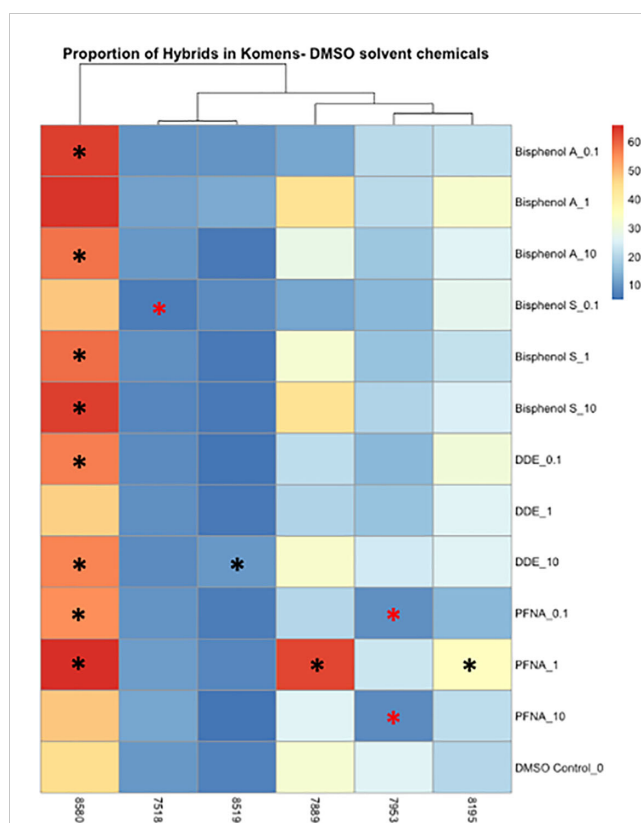 Proportion of Hybrids in Komens- DMSO solvent chemicals
Bisphenol A_0.1
Bisphenol A_1
Bisphenol A_10
Bisphenol S_0.1
Bisphenol S_1
Bisphenol S_10
DDE_0.1
DDE_1
DDE_10
PFNA_0.1
PFNA_1
PFNA_10
DMSO Control_0
60
50
40
30
20
10
*
*
*
*
*
*
*
*
*
*
*
*
*
*
8580
7518
8519
7889
7953
8195